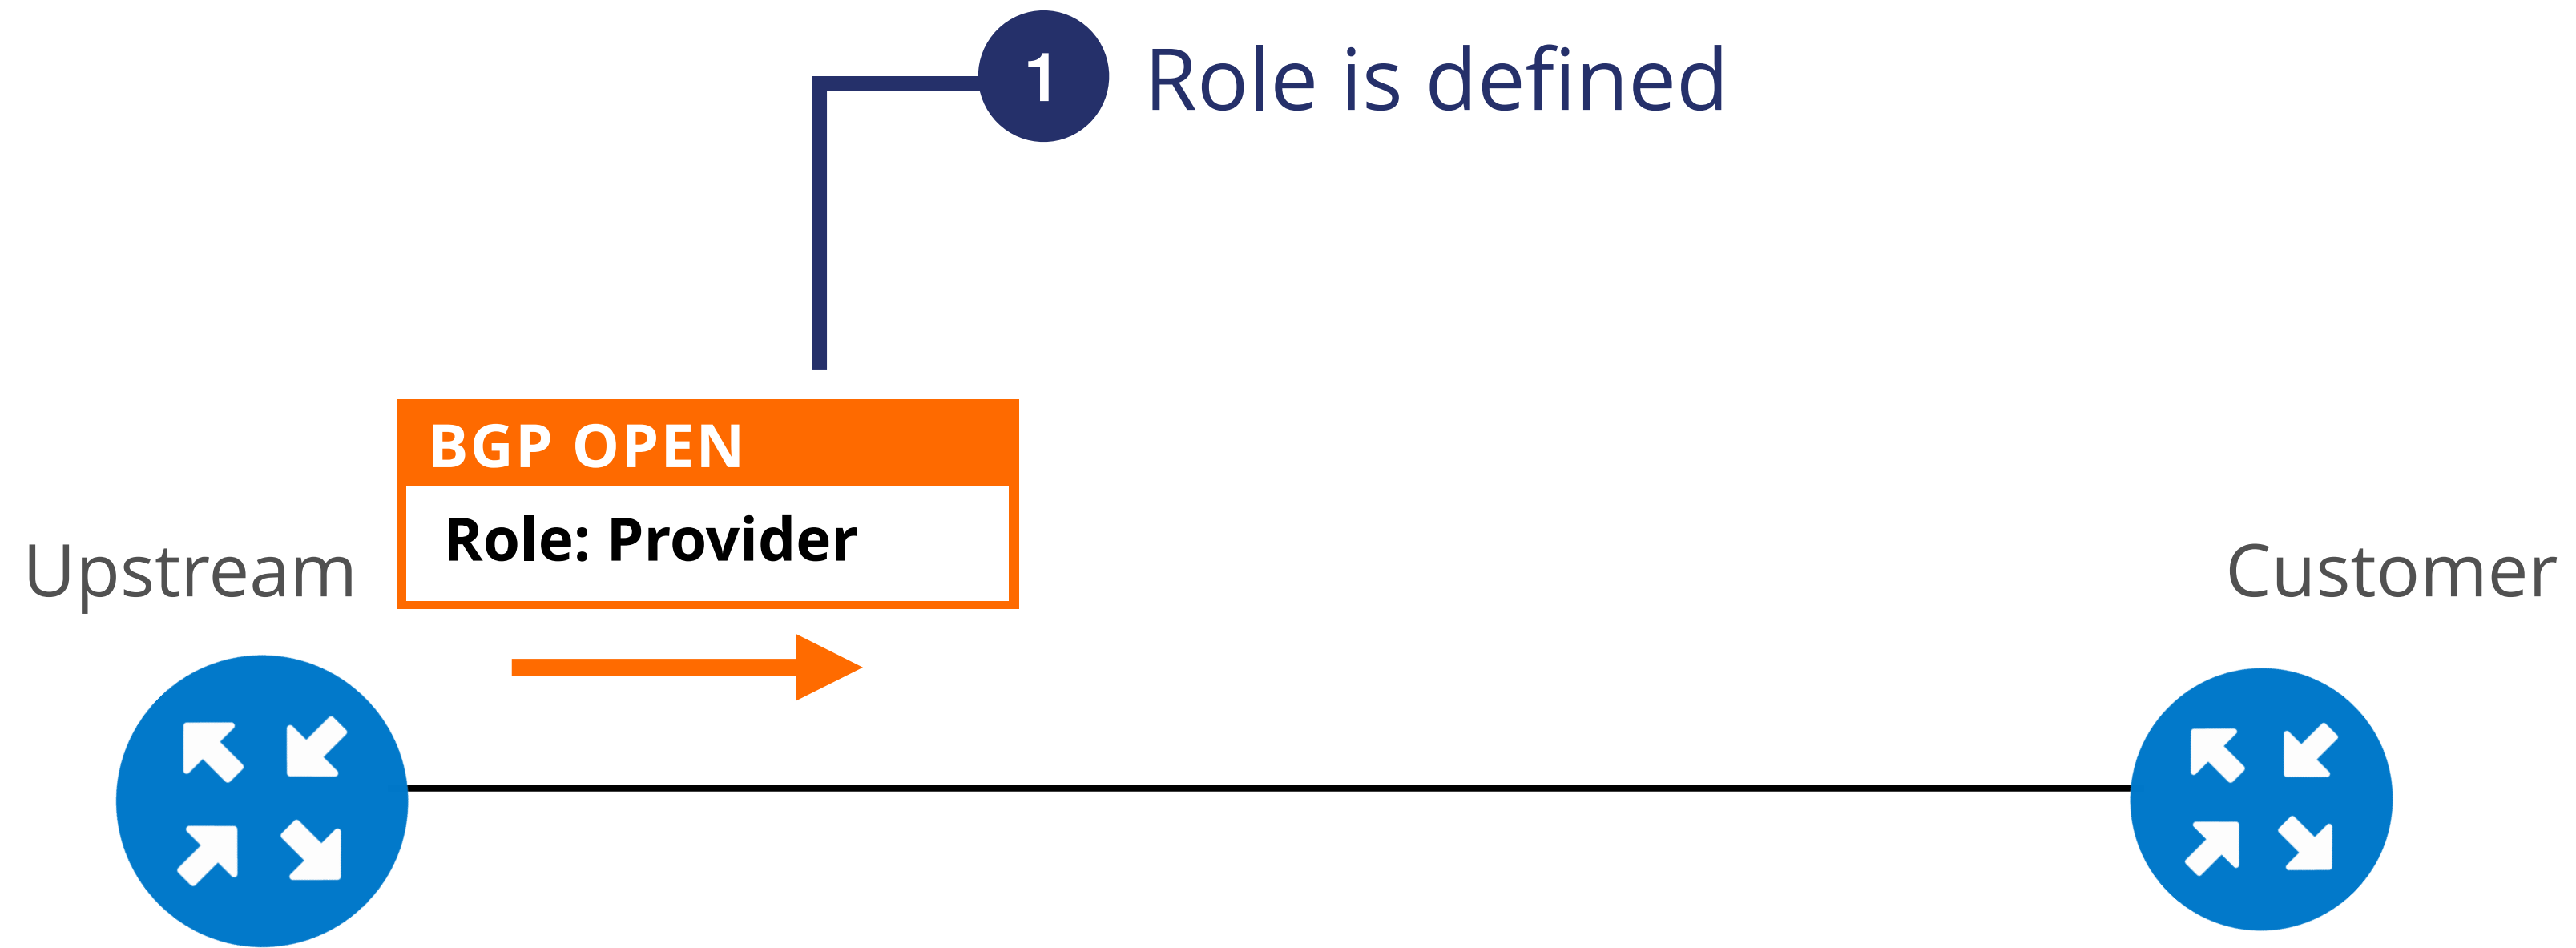 1 Role is defined
BGP OPEN
Role: Provider
Upstream
Customer